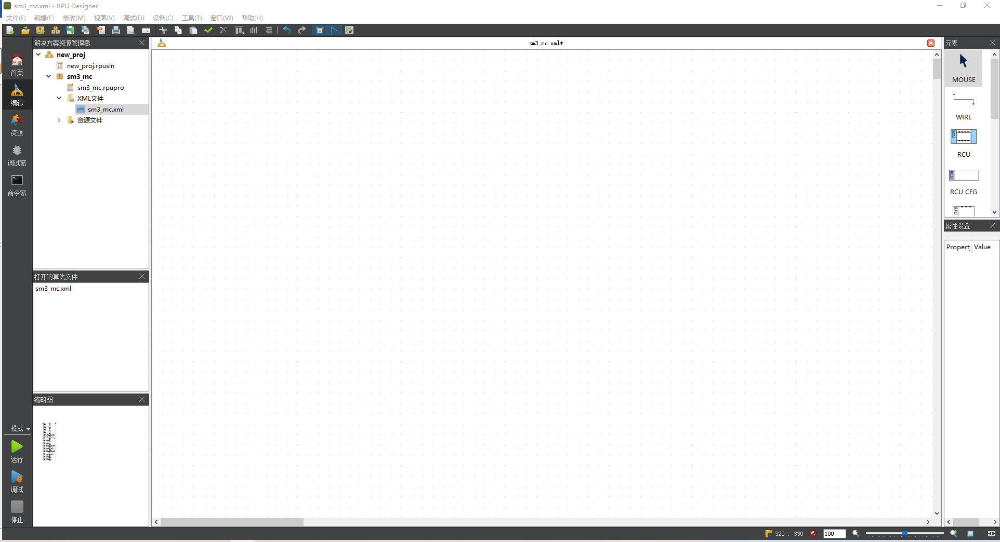 sm3_mc.xml - RPU Designer
文件(F) 编辑(E) 修改(M) 视图(V) 调试(D) 设备(C) 工具(T) 窗口(W) 帮助(H)
首页
编辑
资源
调试窗
命令窗
模式
运行
调试
停止
解决方案资源管理器
new_proj
new_proj.rpusln
sm3_mc
sm3_mc.rpupro
XML文件
sm3_mc.xml
资源文件
打开的算法文件
sm3_mc.xml
缩略图
sm3_mc.xml*
元素
MOUSE
WIRE
BCU
RCU
RCU
RCU CFG
BFU
属性设置
Propert Value
320 , 330
100